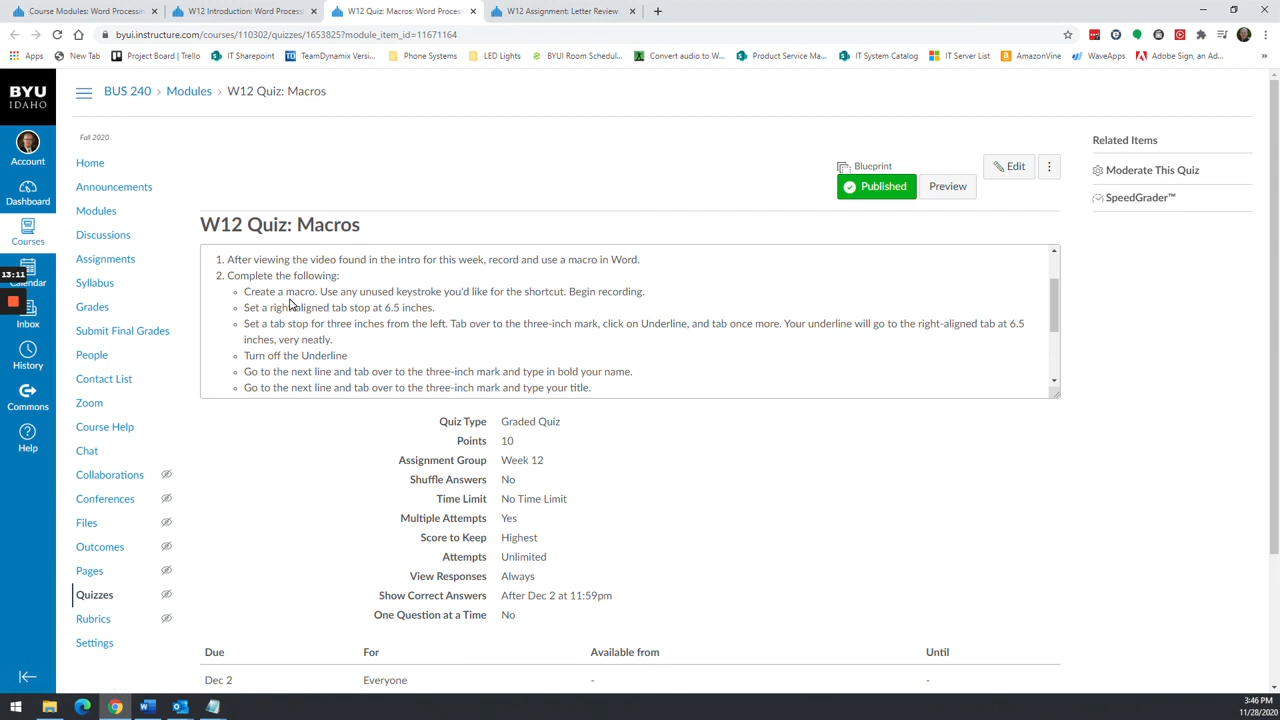 Course Modules: Word Processin
W12 Introduction: Word Processi
W12 Quiz: Macros: Word Proces
W12 Assignment: Letter Review
byui.instructure.com/courses/110302/quizzes/1653825?module_item_id=11671164
Apps
New Tab
Project Board | Trello
IT Sharepoint
TeamDynamix Versi...
Phone Systems
LED Lights
BYUI Room Schedul...
Convert audio to W...
Product Service Ma...
IT System Catalog
IT Server List
AmazonVine
WaveApps
Adobe Sign, an Ad...
BYU
IDAHO
BUS 240 › Modules › W12 Quiz: Macros
Fall 2020
Account
Dashboard
Courses
13:11
Calendar
Inbox
History
Commons
Help
Home
Announcements
Modules
Discussions
Assignments
Syllabus
Grades
Submit Final Grades
People
Contact List
Zoom
Course Help
Chat
Collaborations
Conferences
Files
Outcomes
Pages
Quizzes
Rubrics
Settings
Blueprint
Published
Preview
Edit
Related Items
Moderate This Quiz
SpeedGrader™
W12 Quiz: Macros
1. After viewing the video found in the intro for this week, record and use a macro in Word.
2. Complete the following:
Create a macro. Use any unused keystroke you'd like for the shortcut. Begin recording.
Set a right-aligned tab stop at 6.5 inches.
Set a tab stop for three inches from the left. Tab over to the three-inch mark, click on Underline, and tab once more. Your underline will go to the right-aligned tab at 6.5
inches, very neatly.
Turn off the Underline
Go to the next line and tab over to the three-inch mark and type in bold your name.
Go to the next line and tab over to the three-inch mark and type your title.
Quiz Type Graded Quiz
Points 10
Assignment Group Week 12
Shuffle Answers No
Time Limit No Time Limit
Multiple Attempts Yes
Score to Keep Highest
Attempts Unlimited
View Responses Always
Show Correct Answers After Dec 2 at 11:59pm
One Question at a Time No
Due For Available from Until
Dec 2 Everyone - -
3:46 PM
11/28/2020